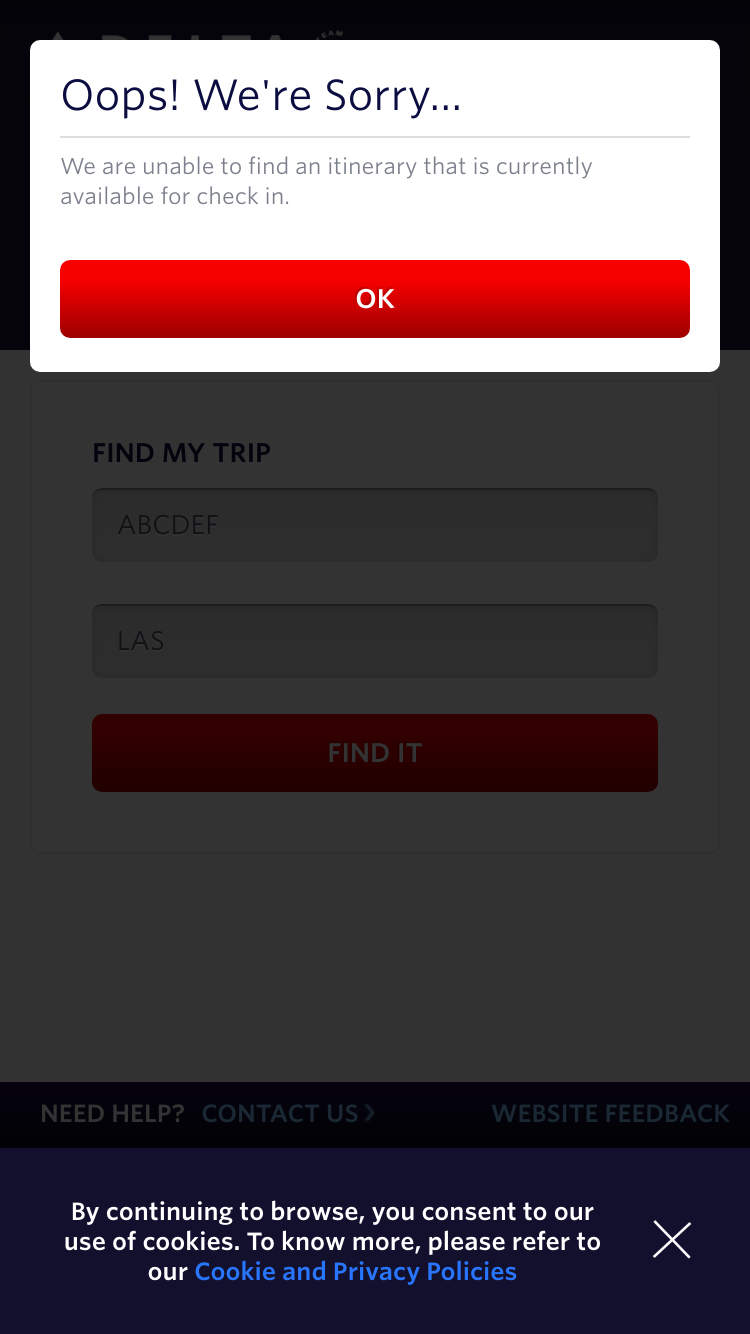 Oops! We're Sorry...
We are unable to find an itinerary that is currently
available for check in.
OK
FIND MY TRIP
ABCDEF
LAS
FIND IT
NEED HELP? CONTACT US WEBSITE FEEDBACK
By continuing to browse, you consent to our
use of cookies. To know more, please refer to
our Cookie and Privacy Policies